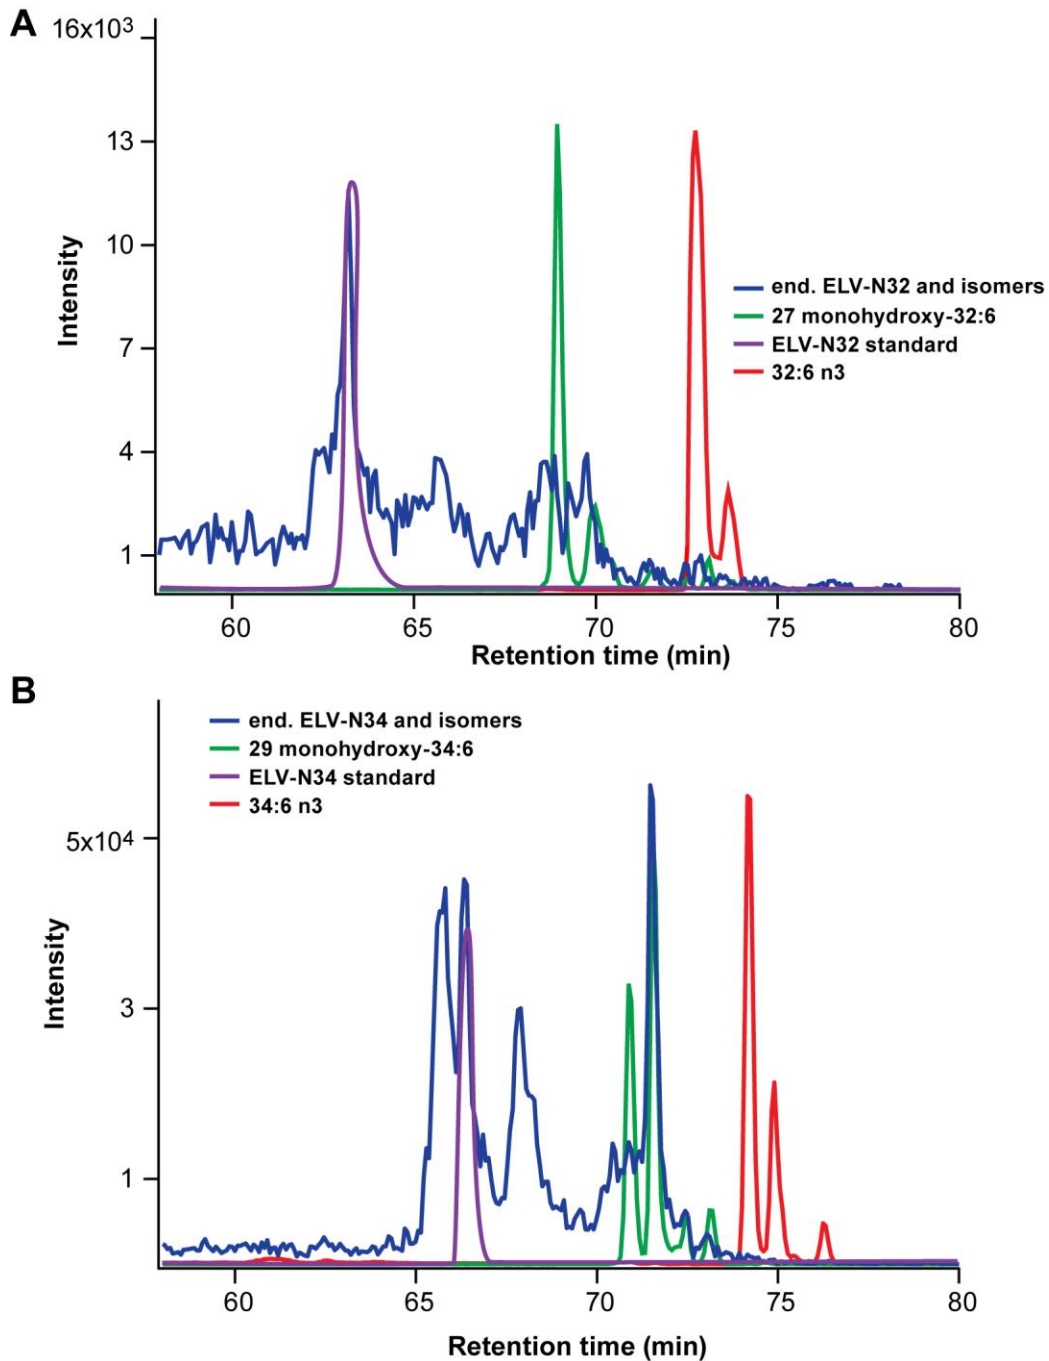 A
16x10³
13
10
7
4
1
Intensity
end. ELV-N32 and isomers
27 monohydroxy-32:6
ELV-N32 standard
32:6 n3
60 65 70 75 80
Retention time (min)
B
end. ELV-N34 and isomers
29 monohydroxy-34:6
ELV-N34 standard
34:6 n3
5x10⁴
3
1
Intensity
60 65 70 75 80
Retention time (min)